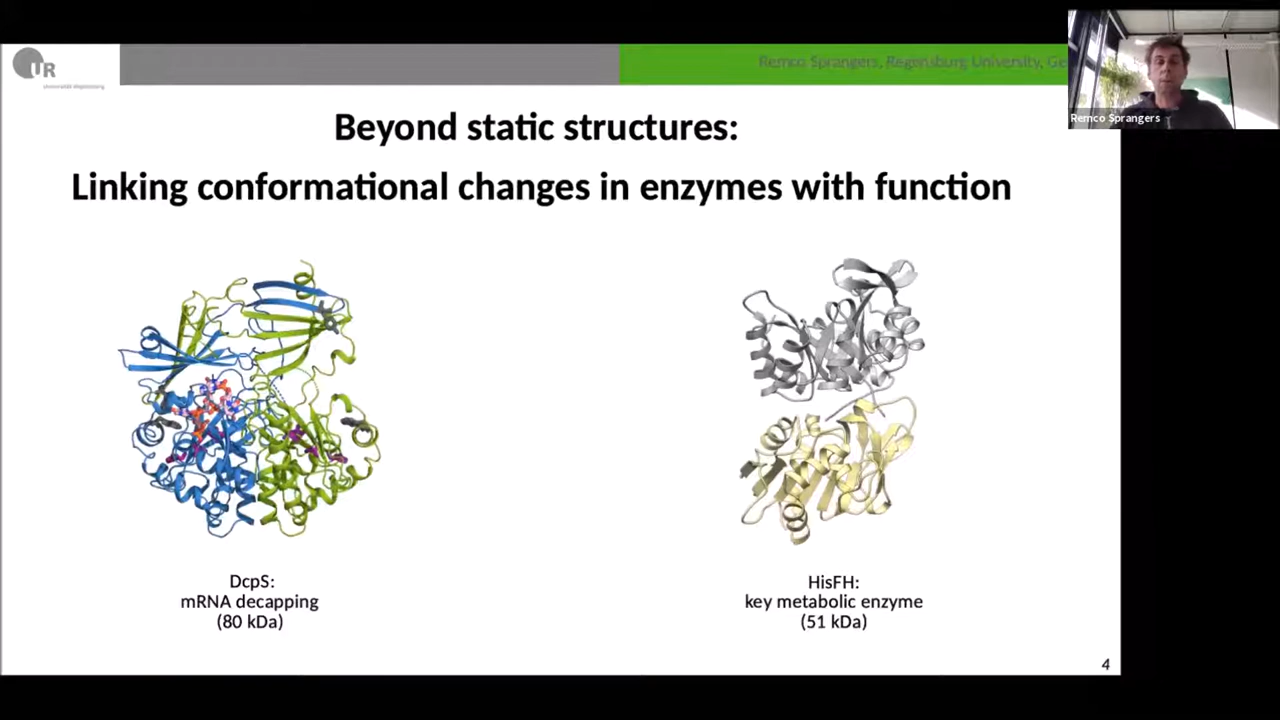 UR
Universität Regensburg
Remco Sprangers, Regensburg University, Ge
Remco Sprangers
Beyond static structures:
Linking conformational changes in enzymes with function
DcpS:
mRNA decapping
(80 kDa)
HisFH:
key metabolic enzyme
(51 kDa)
4